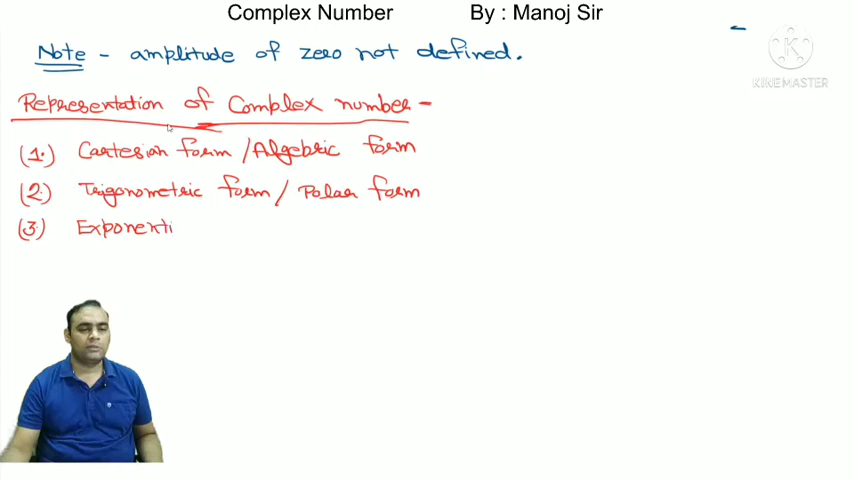 Complex Number By : Manoj Sir
KINEMASTER
Note - amplitude of zero not defined.
Representation of Complex number -
(1.) Cartesian form / Algebric form
(2.) Trigonometric form / Polar form
(3.) Exponenti